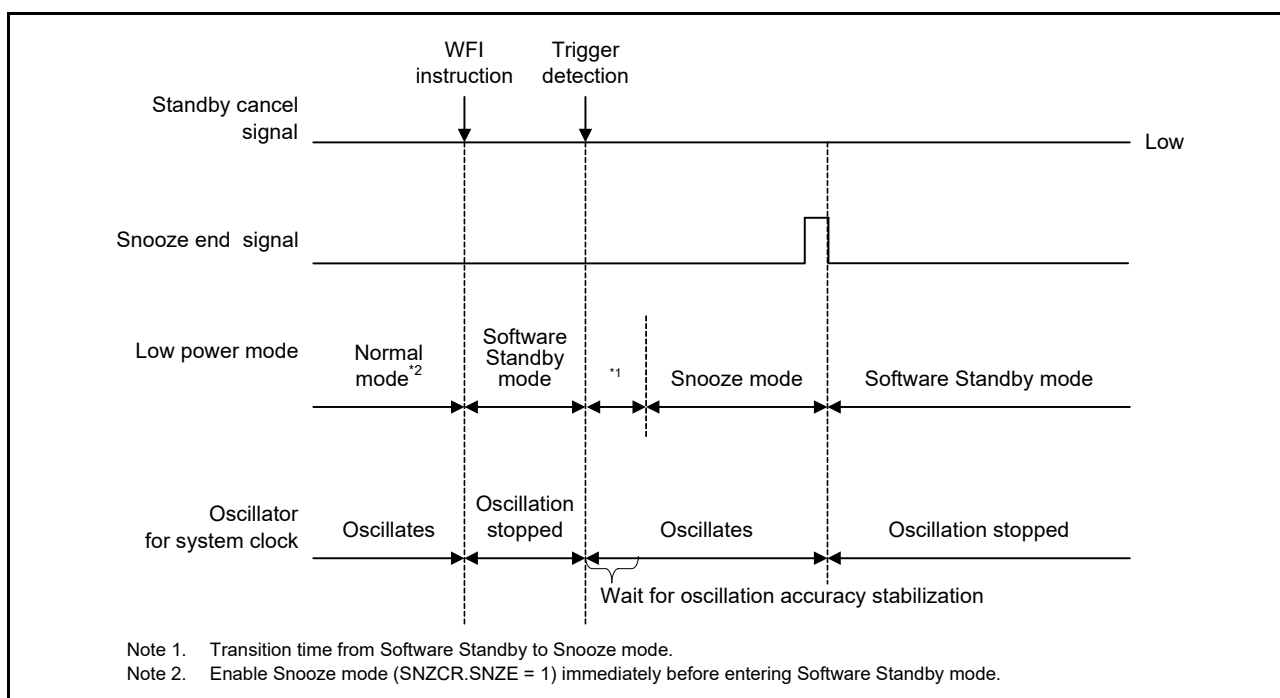 WFI
instruction
Trigger
detection
Standby cancel
signal
Low
Snooze end signal
Low power mode
Normal
mode*2
Software
Standby
mode
*1
Snooze mode
Software Standby mode
Oscillator
for system clock
Oscillates
Oscillation
stopped
Oscillates
Oscillation stopped
Wait for oscillation accuracy stabilization
Note 1. Transition time from Software Standby to Snooze mode.
Note 2. Enable Snooze mode (SNZCR.SNZE = 1) immediately before entering Software Standby mode.